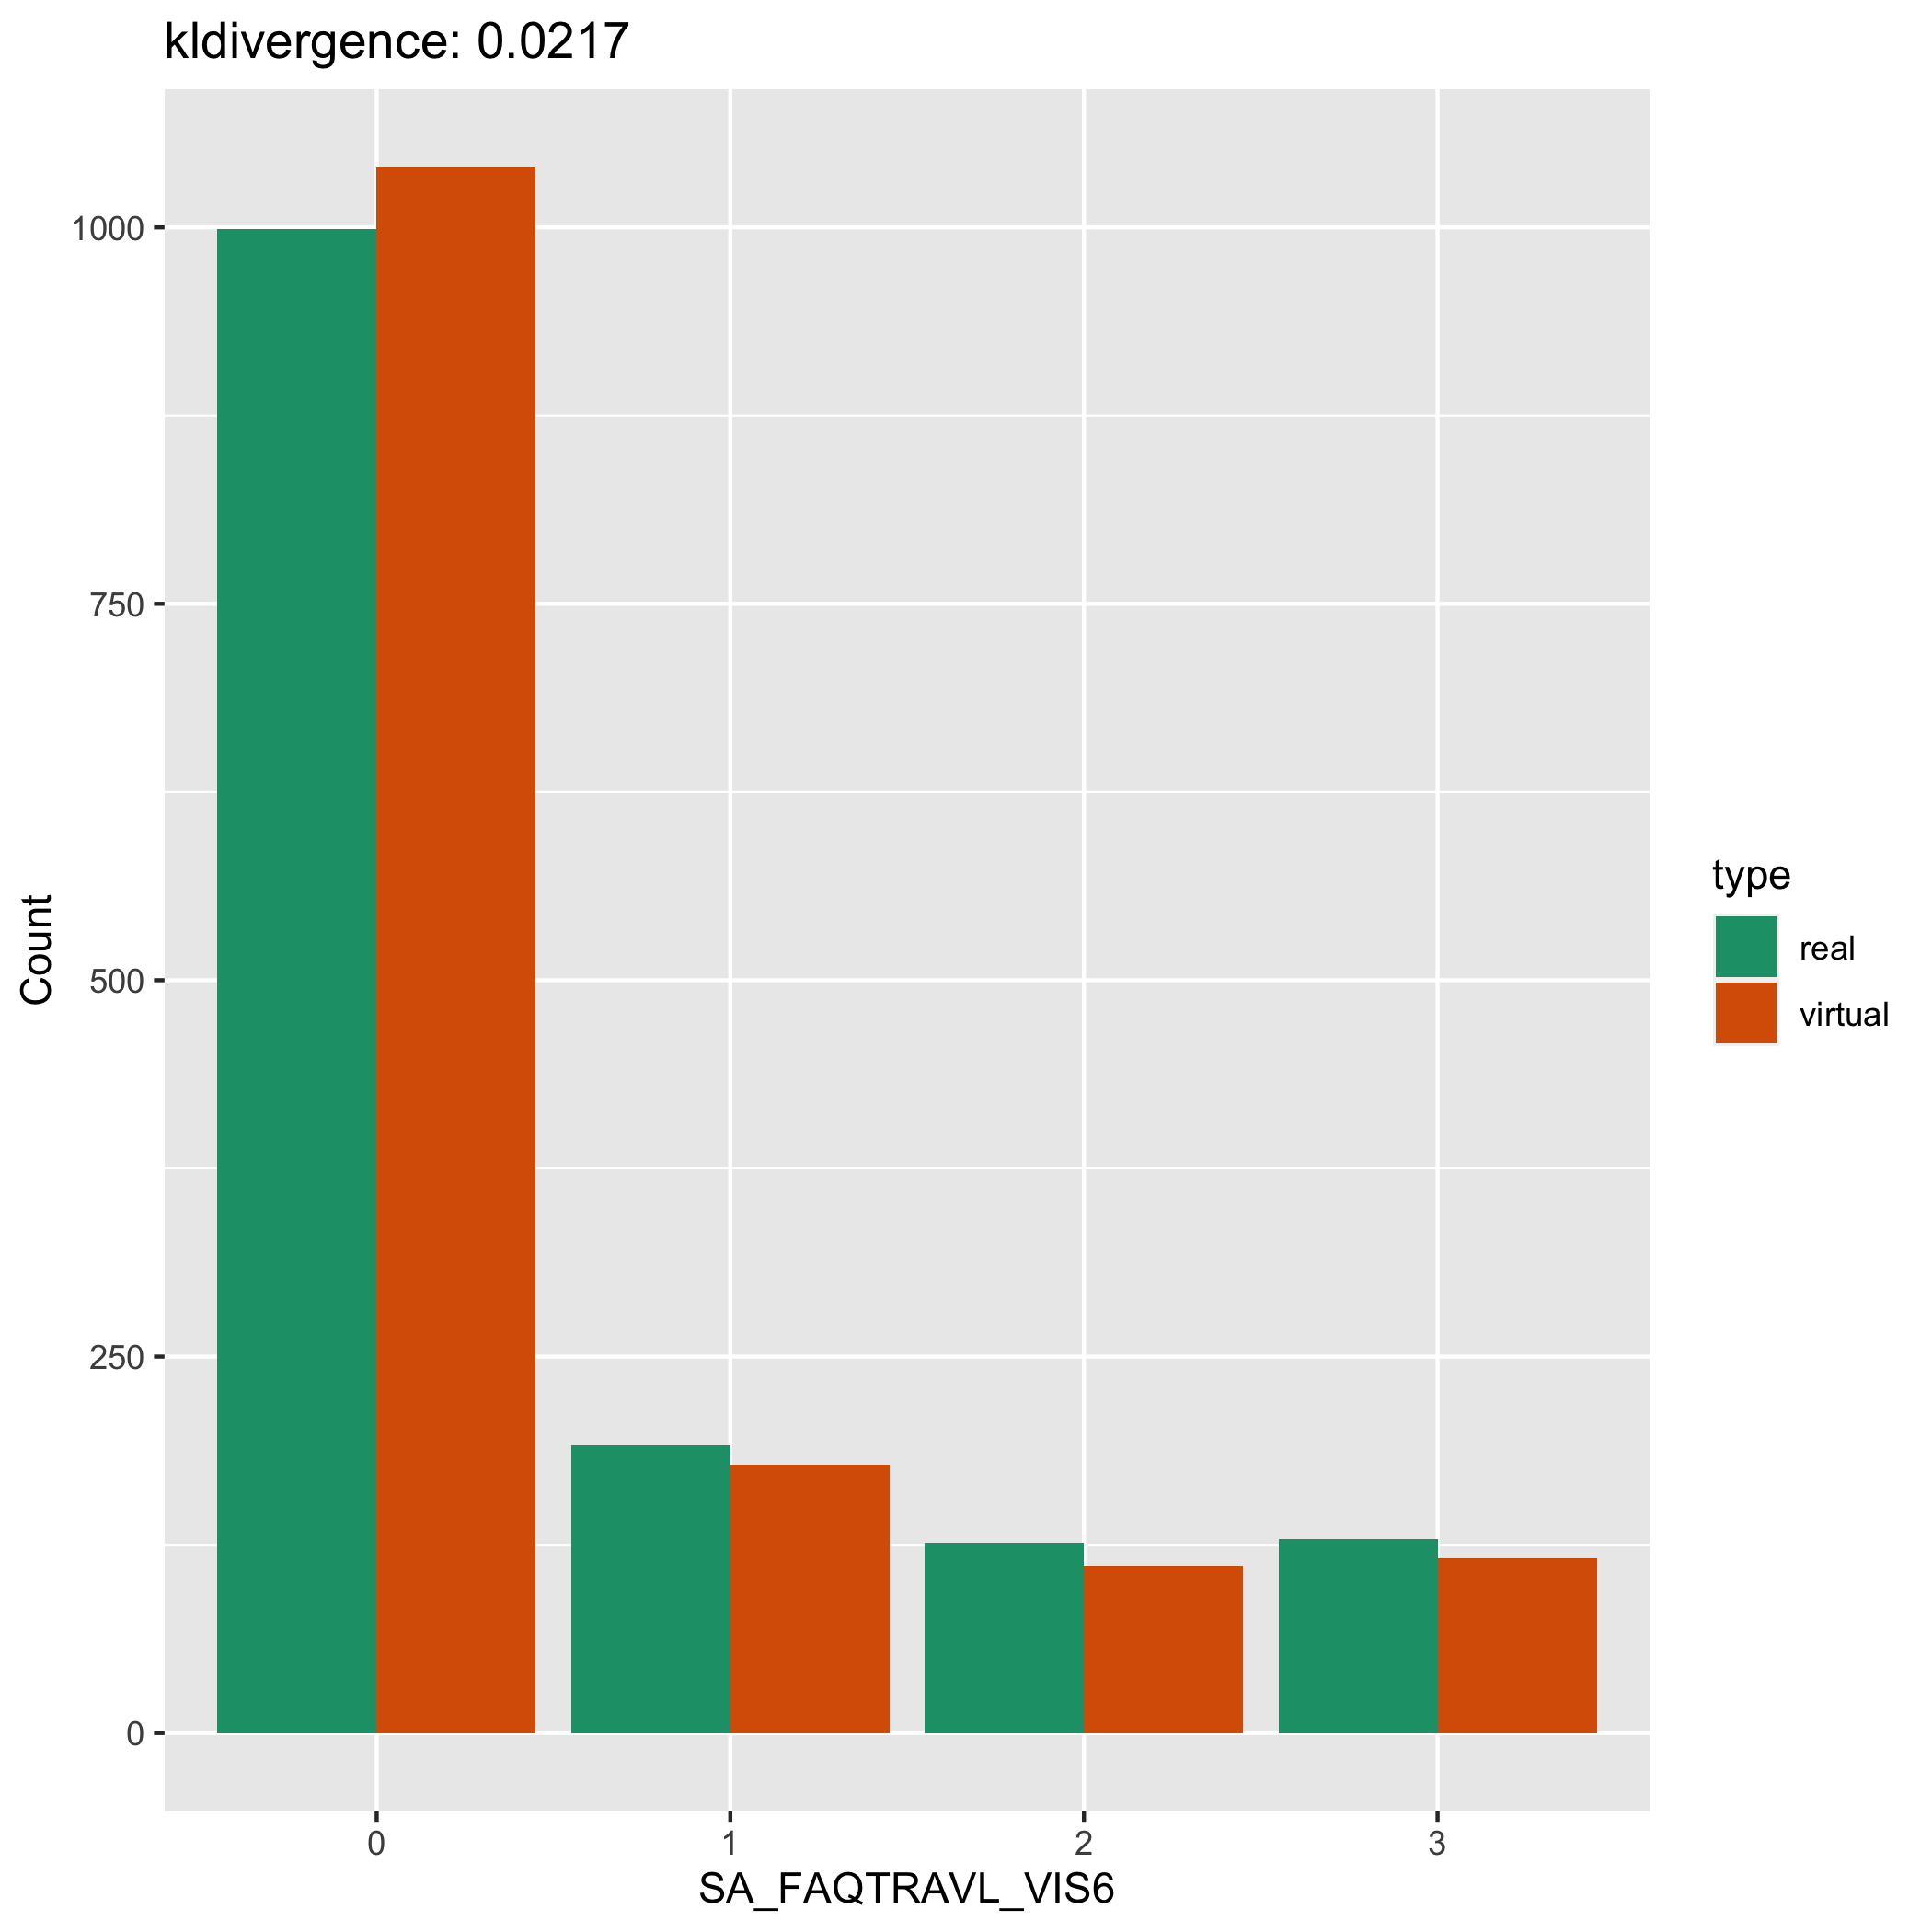 kldivergence: 0.0217
1000
750
500
250
0
Count
0 1 2 3
SA_FAQTRAVL_VIS6
type
real
virtual